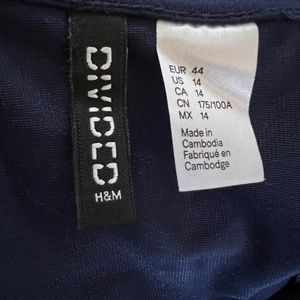 DIVIDED
H&M
EUR 44
US 14
CA 14
CN 175/100A
MX 14
Made in
Cambodia
Fabriqué en
Cambodge